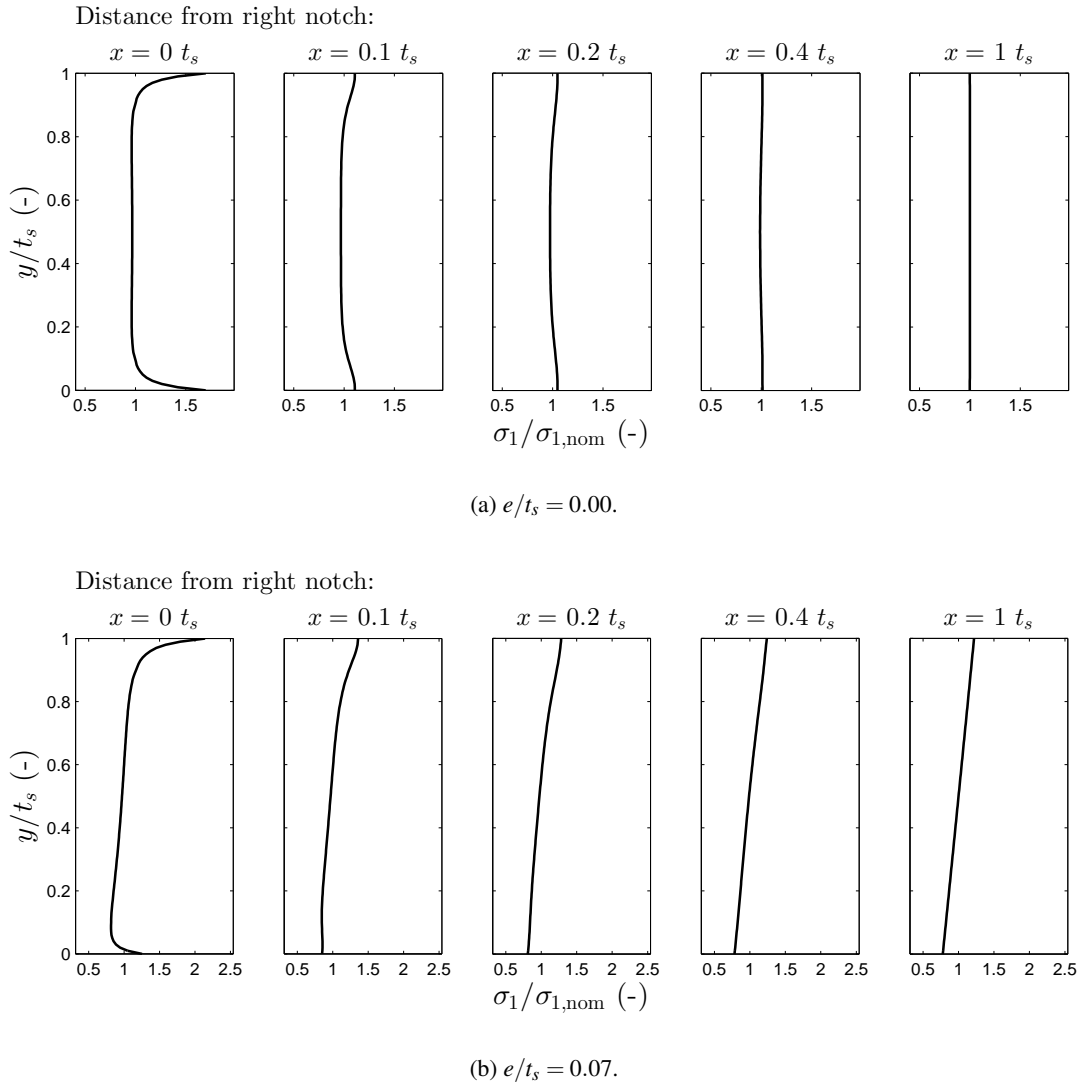 Distance from right notch:
x = 0 t_s x = 0.1 t_s x = 0.2 t_s x = 0.4 t_s x = 1 t_s
1
0.8
0.6
0.4
0.2
0
y/t_s (-)
0.5 1 1.5 0.5 1 1.5 0.5 1 1.5 0.5 1 1.5 0.5 1 1.5
σ_1/σ_{1,nom} (-)
(a) e/t_s = 0.00.
Distance from right notch:
x = 0 t_s x = 0.1 t_s x = 0.2 t_s x = 0.4 t_s x = 1 t_s
1
0.8
0.6
0.4
0.2
0
y/t_s (-)
0.5 1 1.5 2 2.5 0.5 1 1.5 2 2.5 0.5 1 1.5 2 2.5 0.5 1 1.5 2 2.5 0.5 1 1.5 2 2.5
σ_1/σ_{1,nom} (-)
(b) e/t_s = 0.07.